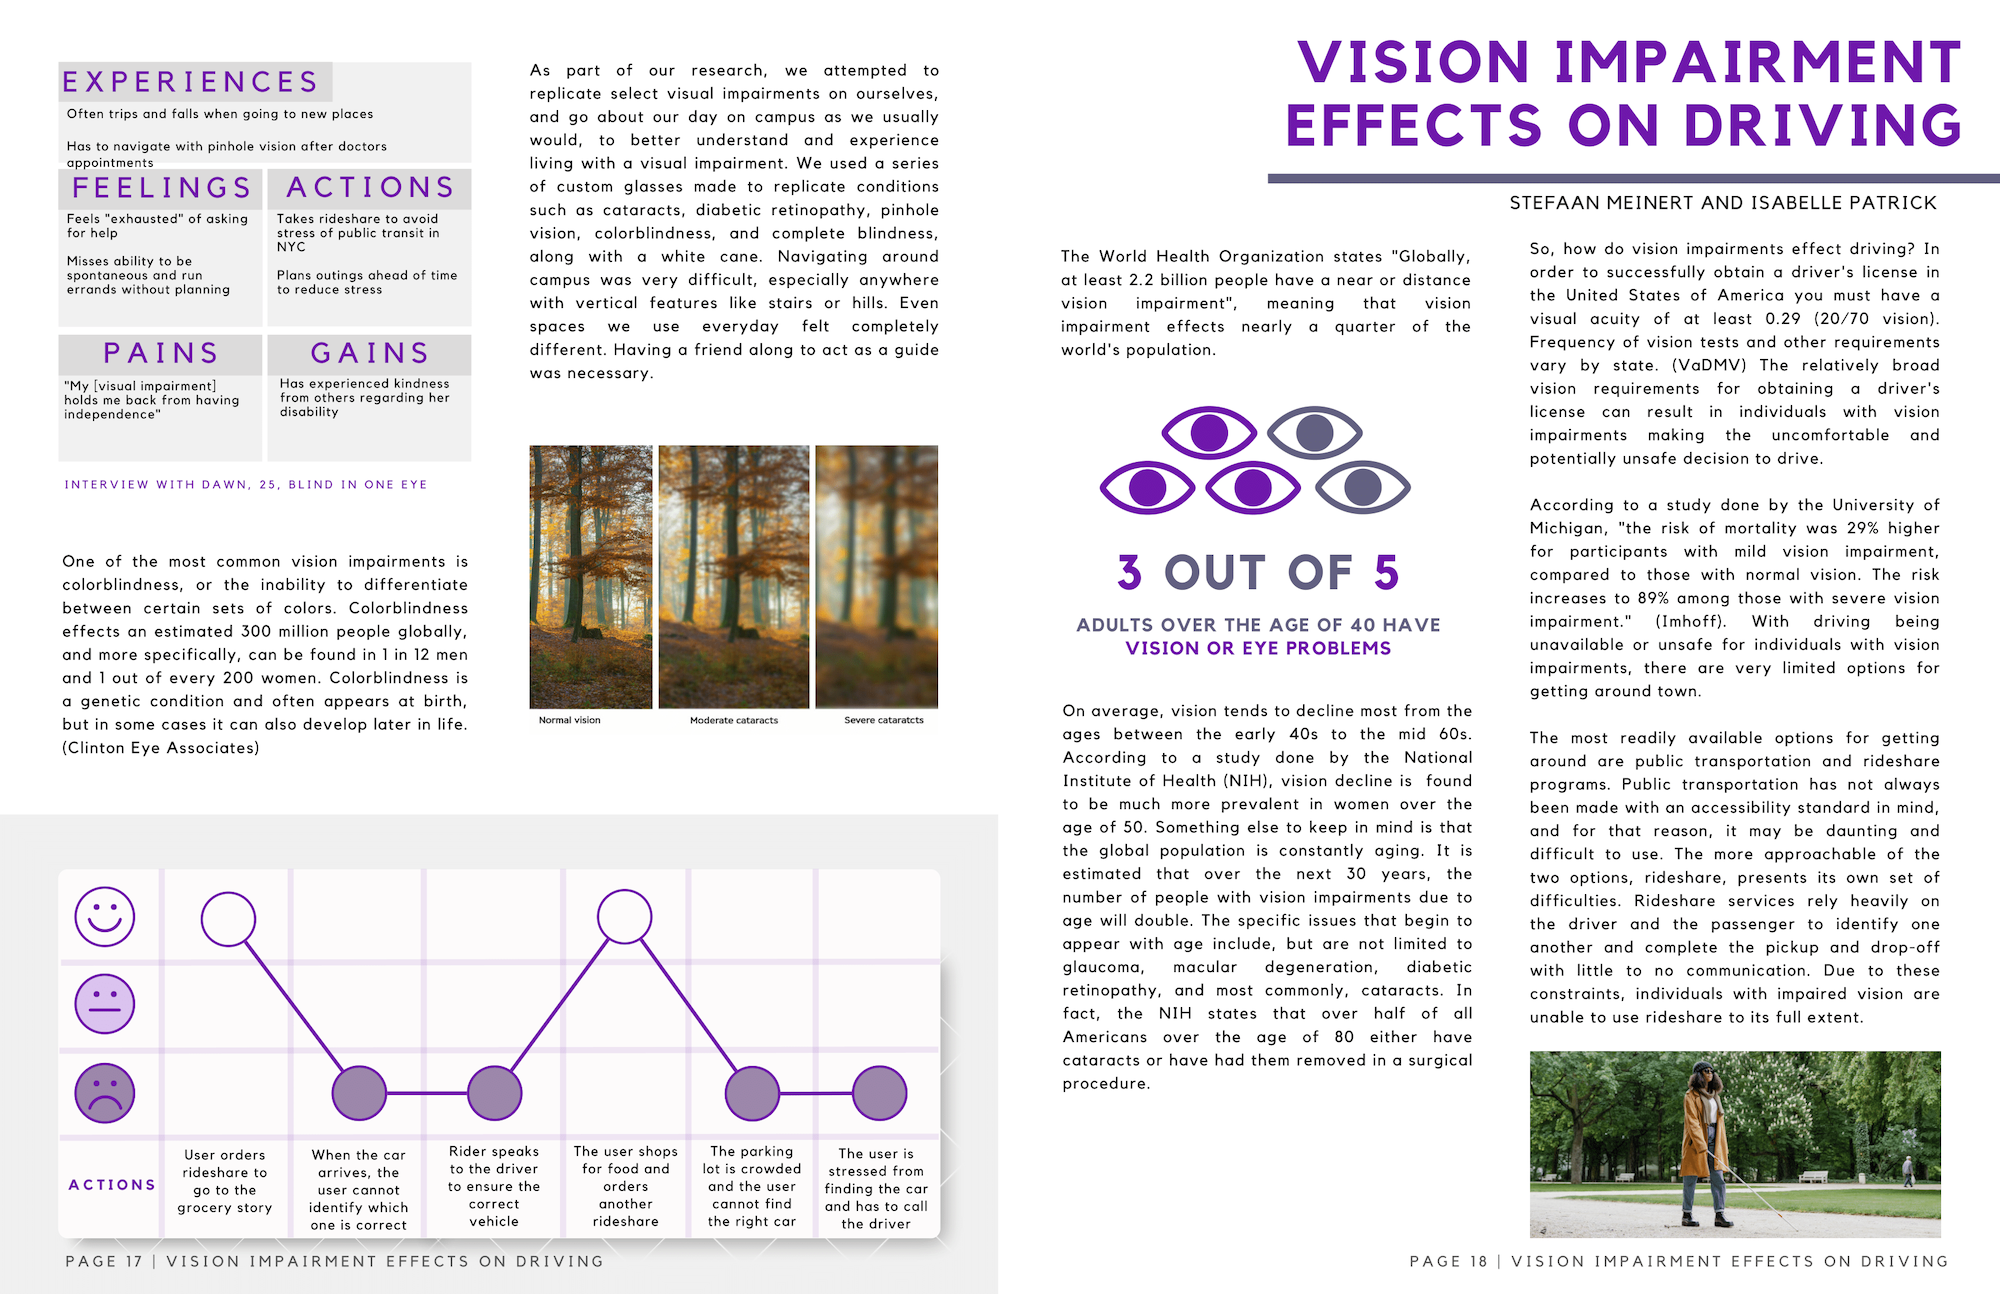 EXPERIENCES
Often trips and falls when going to new places
Has to navigate with pinhole vision after doctors
appointments
FEELINGS
Feels "exhausted" of asking
for help
Misses ability to be
spontaneous and run
errands without planning
ACTIONS
Takes rideshare to avoid
stress of public transit in
NYC
Plans outings ahead of time
to reduce stress
PAINS
"My [visual impairment]
holds me back from having
independence"
GAINS
Has experienced kindness
from others regarding her
disability
INTERVIEW WITH DAWN, 25, BLIND IN ONE EYE
One of the most common vision impairments is
colorblindness, or the inability to differentiate
between certain sets of colors. Colorblindness
effects an estimated 300 million people globally,
and more specifically, can be found in 1 in 12 men
and 1 out of every 200 women. Colorblindness is
a genetic condition and often appears at birth,
but in some cases it can also develop later in life.
(Clinton Eye Associates)
As part of our research, we attempted to
replicate select visual impairments on ourselves,
and go about our day on campus as we usually
would, to better understand and experience
living with a visual impairment. We used a series
of custom glasses made to replicate conditions
such as cataracts, diabetic retinopathy, pinhole
vision, colorblindness, and complete blindness,
along with a white cane. Navigating around
campus was very difficult, especially anywhere
with vertical features like stairs or hills. Even
spaces we use everyday felt completely
different. Having a friend along to act as a guide
was necessary.
Normal vision
Moderate cataracts
Severe cataratcts
ACTIONS
User orders
rideshare to
go to the
grocery story
When the car
arrives, the
user cannot
identify which
one is correct
Rider speaks
to the driver
to ensure the
correct
vehicle
The user shops
for food and
orders
another
rideshare
The parking
lot is crowded
and the user
cannot find
the right car
The user is
stressed from
finding the car
and has to call
the driver
PAGE 17 | VISION IMPAIRMENT EFFECTS ON DRIVING
VISION IMPAIRMENT
EFFECTS ON DRIVING
STEFAAN MEINERT AND ISABELLE PATRICK
The World Health Organization states "Globally,
at least 2.2 billion people have a near or distance
vision impairment", meaning that vision
impairment effects nearly a quarter of the
world's population.
3 OUT OF 5
ADULTS OVER THE AGE OF 40 HAVE
VISION OR EYE PROBLEMS
On average, vision tends to decline most from the
ages between the early 40s to the mid 60s.
According to a study done by the National
Institute of Health (NIH), vision decline is found
to be much more prevalent in women over the
age of 50. Something else to keep in mind is that
the global population is constantly aging. It is
estimated that over the next 30 years, the
number of people with vision impairments due to
age will double. The specific issues that begin to
appear with age include, but are not limited to
glaucoma, macular degeneration, diabetic
retinopathy, and most commonly, cataracts. In
fact, the NIH states that over half of all
Americans over the age of 80 either have
cataracts or have had them removed in a surgical
procedure.
So, how do vision impairments effect driving? In
order to successfully obtain a driver's license in
the United States of America you must have a
visual acuity of at least 0.29 (20/70 vision).
Frequency of vision tests and other requirements
vary by state. (VaDMV) The relatively broad
vision requirements for obtaining a driver's
license can result in individuals with vision
impairments making the uncomfortable and
potentially unsafe decision to drive.
According to a study done by the University of
Michigan, "the risk of mortality was 29% higher
for participants with mild vision impairment,
compared to those with normal vision. The risk
increases to 89% among those with severe vision
impairment." (Imhoff). With driving being
unavailable or unsafe for individuals with vision
impairments, there are very limited options for
getting around town.
The most readily available options for getting
around are public transportation and rideshare
programs. Public transportation has not always
been made with an accessibility standard in mind,
and for that reason, it may be daunting and
difficult to use. The more approachable of the
two options, rideshare, presents its own set of
difficulties. Rideshare services rely heavily on
the driver and the passenger to identify one
another and complete the pickup and drop-off
with little to no communication. Due to these
constraints, individuals with impaired vision are
unable to use rideshare to its full extent.
PAGE 18 | VISION IMPAIRMENT EFFECTS ON DRIVING